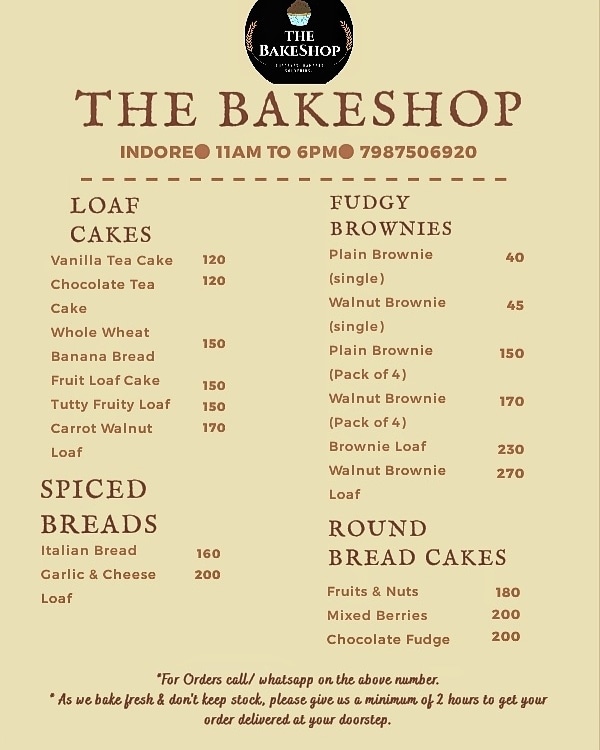 THE
BAKESHOP
THE BAKESHOP
INDORE● 11AM TO 6PM● 7987506920
LOAF
CAKES
Vanilla Tea Cake 120
Chocolate Tea 120
Cake
Whole Wheat
Banana Bread 150
Fruit Loaf Cake 150
Tutty Fruity Loaf 150
Carrot Walnut 170
Loaf
SPICED
BREADS
Italian Bread 160
Garlic & Cheese 200
Loaf
FUDGY
BROWNIES
Plain Brownie 40
(single)
Walnut Brownie 45
(single)
Plain Brownie 150
(Pack of 4)
Walnut Brownie 170
(Pack of 4)
Brownie Loaf 230
Walnut Brownie 270
Loaf
ROUND
BREAD CAKES
Fruits & Nuts 180
Mixed Berries 200
Chocolate Fudge 200
*For Orders call/ whatsapp on the above number.
* As we bake fresh & don't keep stock, please give us a minimum of 2 hours to get your
order delivered at your doorstep.